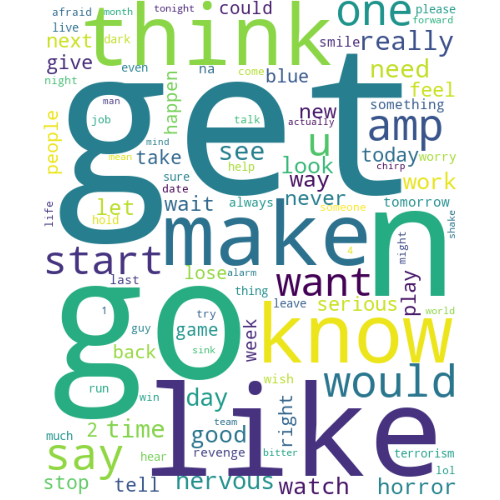 afraid month tonight think could one please forward
live dark
next even na come smile really
give night happen blue need feel
people job man get new amp something
mind talk actually u
mean take see look today worry
sure help way chirp work
date never
let wait always someone tomorrow
hold make n shake
life
start last lose want 4 might
alarm serious play
thing leave
1 try go know world
guy game week
back sink wish would
run
win day like right
much 2 time team good
say hear revenge bitter terrorism
lol
stop tell nervous watch horror